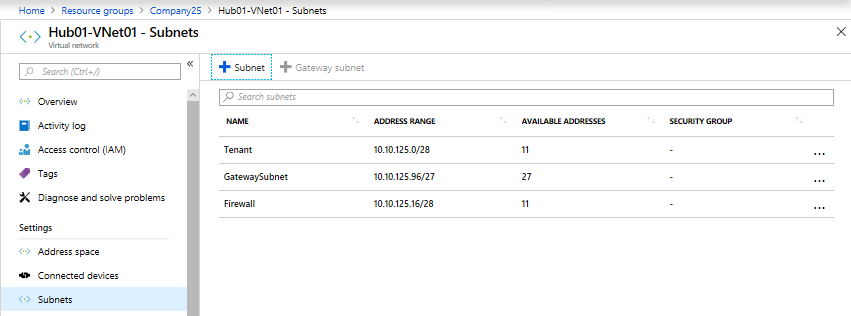 Home > Resource groups > Company25 > Hub01-VNet01 - Subnets
Hub01-VNet01 - Subnets
Virtual network
Search (Ctrl+/)
Overview
Activity log
Access control (IAM)
Tags
Diagnose and solve problems
Settings
Address space
Connected devices
Subnets
+ Subnet + Gateway subnet
Search subnets
NAME ADDRESS RANGE AVAILABLE ADDRESSES SECURITY GROUP
Tenant 10.10.125.0/28 11 - ...
GatewaySubnet 10.10.125.96/27 27 - ...
Firewall 10.10.125.16/28 11 - ...